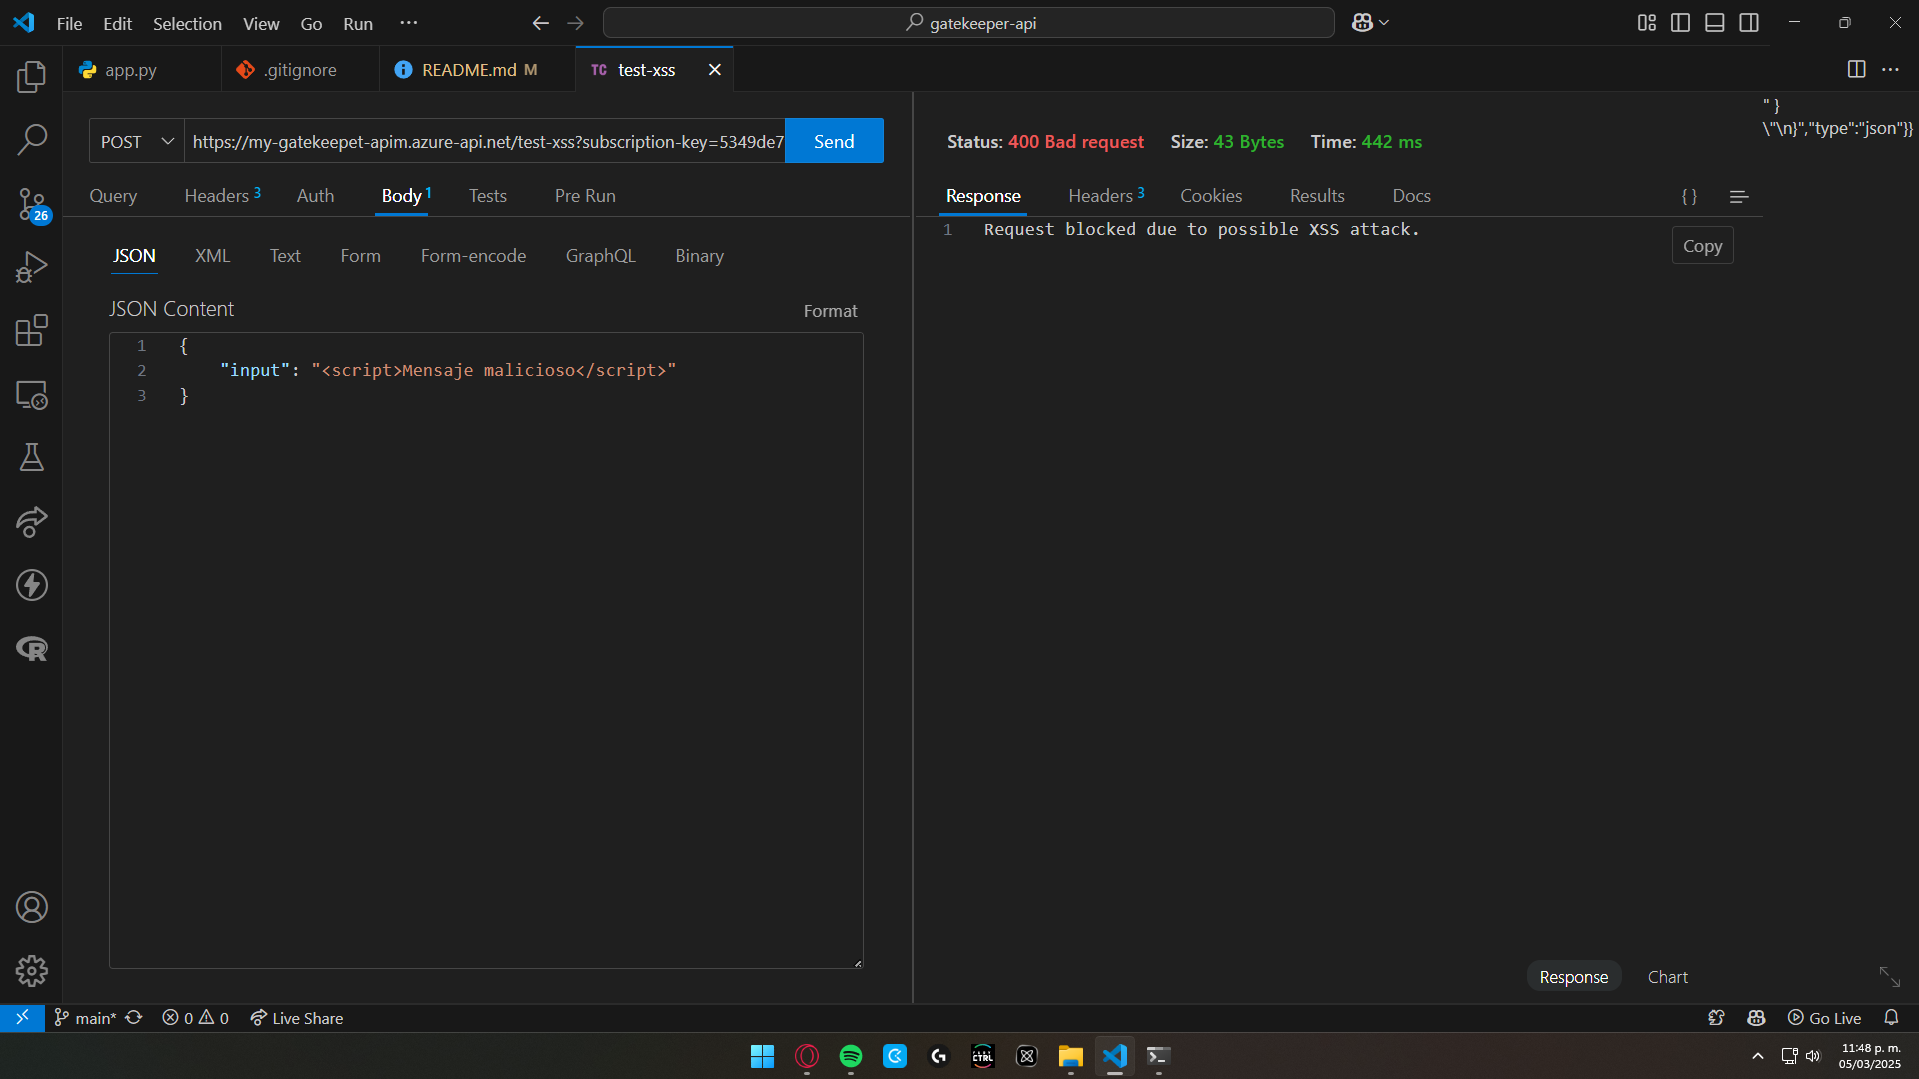 File Edit Selection View Go Run ···
gatekeeper-api
app.py
.gitignore
README.md M
TC test-xss
POST
https://my-gatekeepet-apim.azure-api.net/test-xss?subscription-key=5349de7
Send
Query Headers 3 Auth Body 1 Tests Pre Run
JSON XML Text Form Form-encode GraphQL Binary
JSON Content
Format
1 {
2 "input": "<script>Mensaje malicioso</script>"
3 }
Status: 400 Bad request Size: 43 Bytes Time: 442 ms
" }
\"\n}","type":"json"}}
Response Headers 3 Cookies Results Docs { }
1 Request blocked due to possible XSS attack.
Copy
Response Chart
26
main* 0 0 Live Share
Go Live
CTRL
11:48 p. m.
05/03/2025